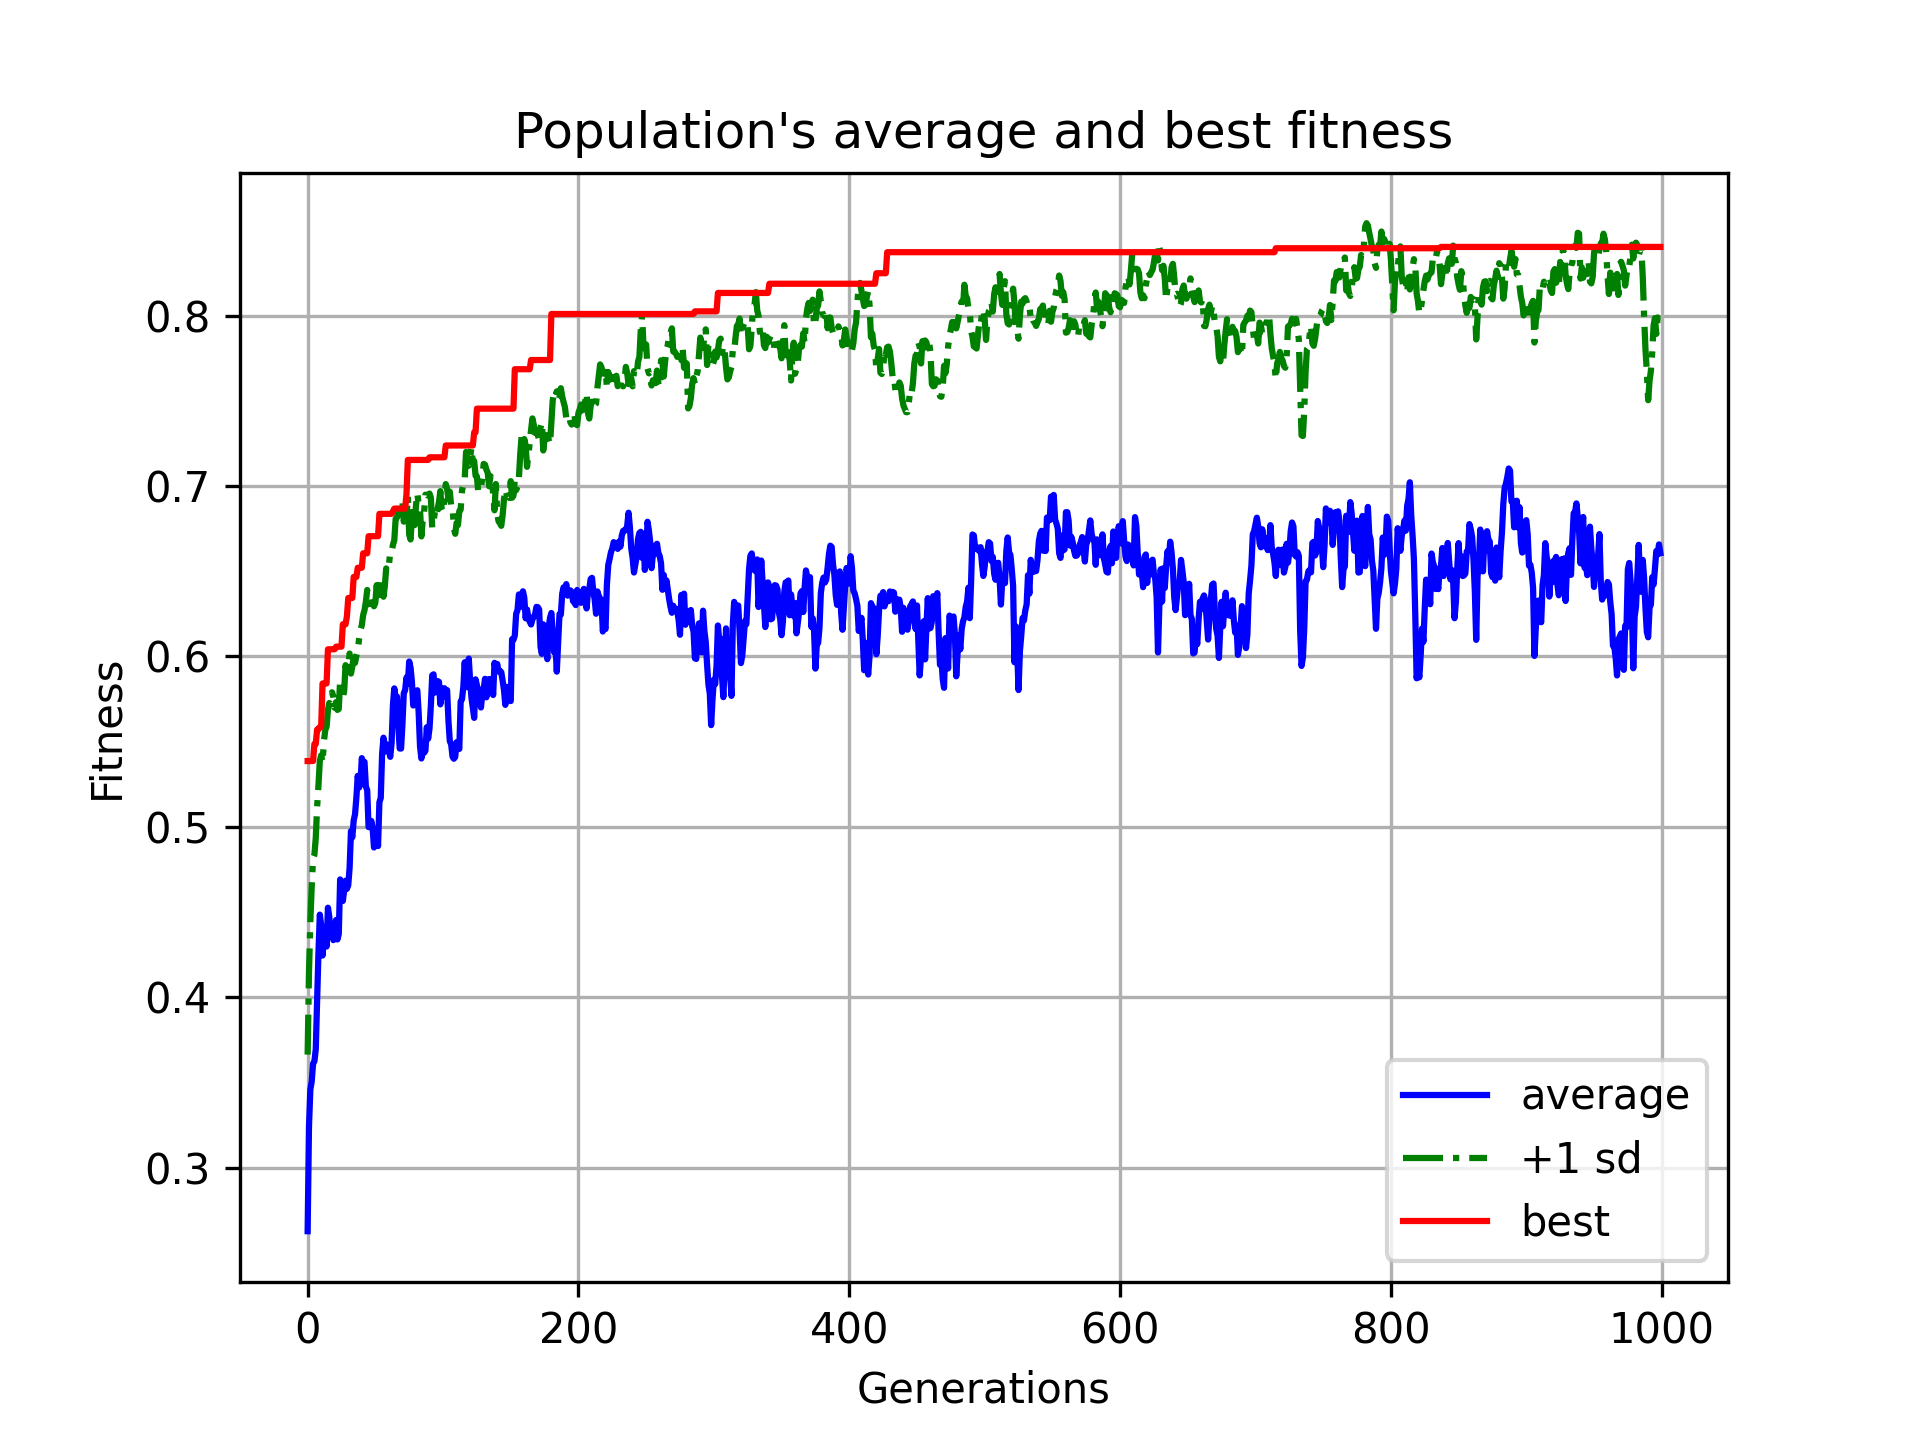 Population's average and best fitness
Fitness
0.8
0.7
0.6
0.5
0.4
0.3
average
+1 sd
best
0 200 400 600 800 1000
Generations